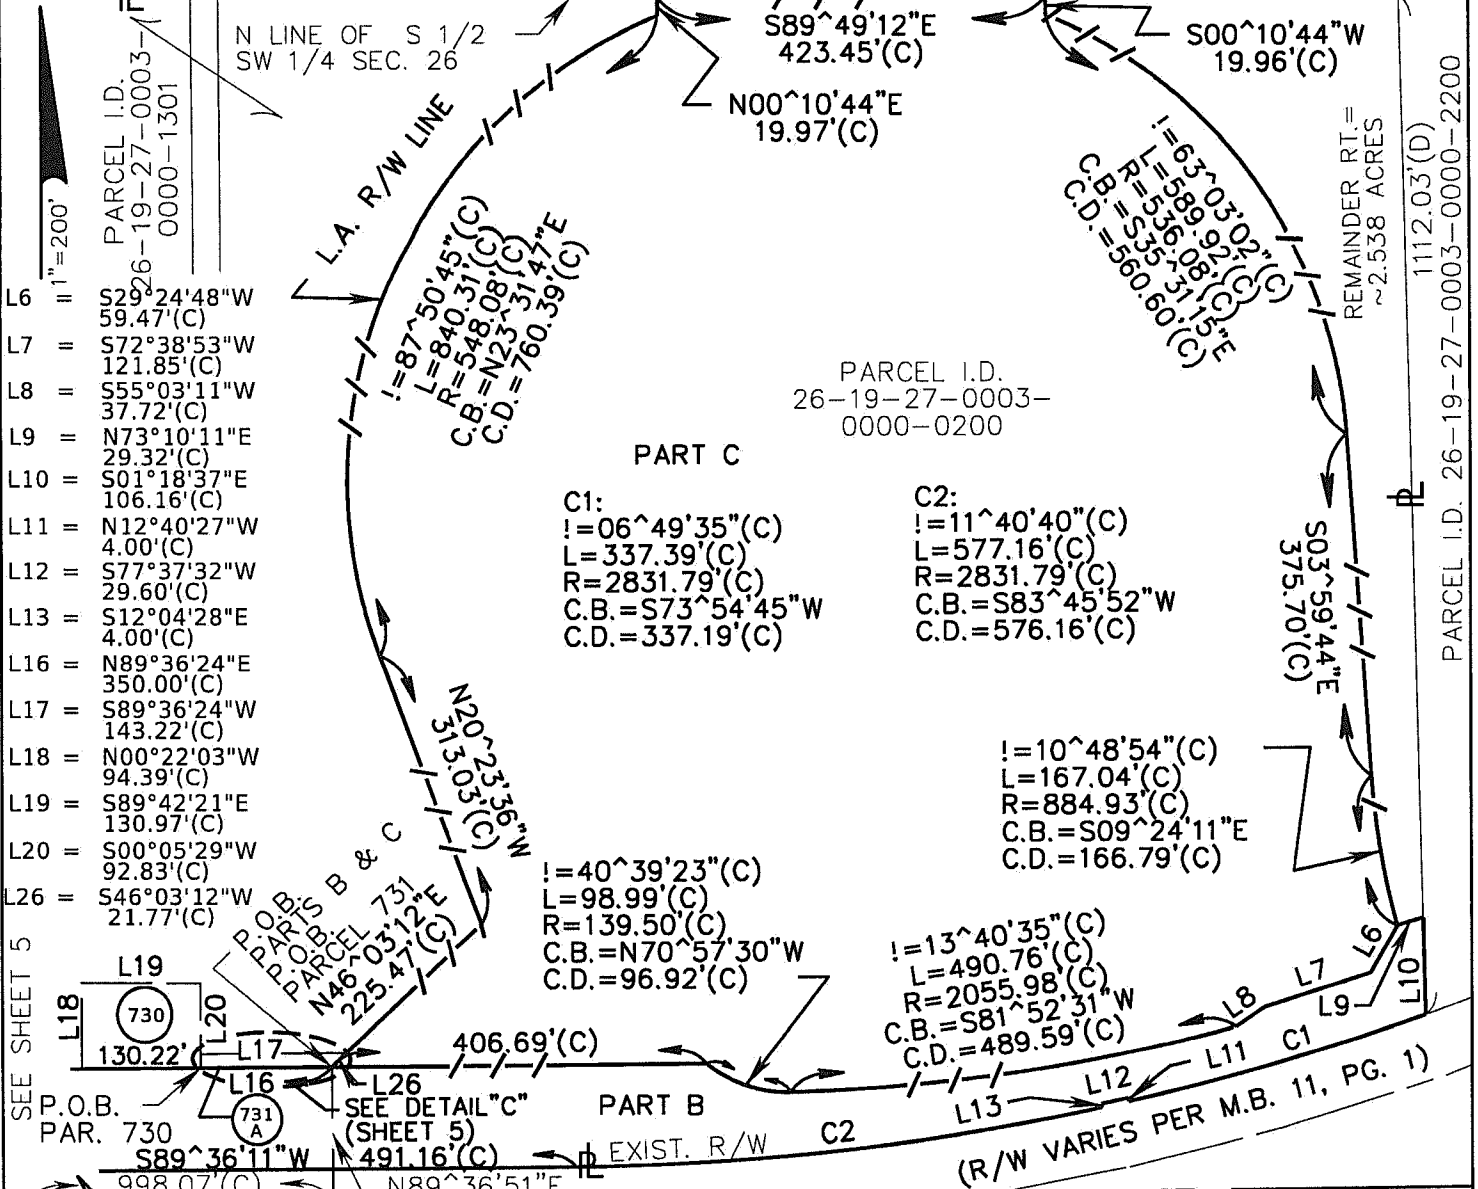 N LINE OF S 1/2
SW 1/4 SEC. 26
S89^49'12"E
423.45'(C)
S00^10'44"W
19.96'(C)
N00^10'44"E
19.97'(C)
PARCEL I.D.
26-19-27-0003-
0000-1301
1"=200'
L.A. R/W LINE
!=87^50'45"(C)
L=840.31'(C)
R=548.08'(C)
C.B.=N23^31'47"E
C.D.=760.39'(C)
!=63^03'02"(C)
L=589.92'(C)
R=536.08'(C)
C.B.=S35^31'15"E
C.D.=560.60'(C)
REMAINDER RT.=
~2.538 ACRES
1112.03'(D)
PARCEL I.D. 26-19-27-0003-0000-2200
L6 = S29°24'48"W
59.47'(C)
L7 = S72°38'53"W
121.85'(C)
L8 = S55°03'11"W
37.72'(C)
L9 = N73°10'11"E
29.32'(C)
L10 = S01°18'37"E
106.16'(C)
L11 = N12°40'27"W
4.00'(C)
L12 = S77°37'32"W
29.60'(C)
L13 = S12°04'28"E
4.00'(C)
L16 = N89°36'24"E
350.00'(C)
L17 = S89°36'24"W
143.22'(C)
L18 = N00°22'03"W
94.39'(C)
L19 = S89°42'21"E
130.97'(C)
L20 = S00°05'29"W
92.83'(C)
L26 = S46°03'12"W
21.77'(C)
PARCEL I.D.
26-19-27-0003-
0000-0200
PART C
C1:
!=06^49'35"(C)
L=337.39'(C)
R=2831.79'(C)
C.B.=S73^54'45"W
C.D.=337.19'(C)
C2:
!=11^40'40"(C)
L=577.16'(C)
R=2831.79'(C)
C.B.=S83^45'52"W
C.D.=576.16'(C)
S03^59'44"E
375.70'(C)
N20^23'36"W
313.03'(C)
!=10^48'54"(C)
L=167.04'(C)
R=884.93'(C)
C.B.=S09^24'11"E
C.D.=166.79'(C)
!=40^39'23"(C)
L=98.99'(C)
R=139.50'(C)
C.B.=N70^57'30"W
C.D.=96.92'(C)
!=13^40'35"(C)
L=490.76'(C)
R=2055.98'(C)
C.B.=S81^52'31"W
C.D.=489.59'(C)
P.O.B.
PARTS B & C
P.O.B.
PARCEL 731
N46^03'12"E
225.47'(C)
SEE SHEET 5
L19
L18
730
L20
130.22'
L17
406.69'(C)
L6
L7
L8
L9
L10
L16
L26
L11
C1
L12
L13
P.O.B.
PAR. 730
731
A
SEE DETAIL"C"
(SHEET 5)
PART B
C2
(R/W VARIES PER M.B. 11, PG. 1)
S89^36'11"W
491.16'(C)
EXIST. R/W
998.07'(C)
N89^36'51"E